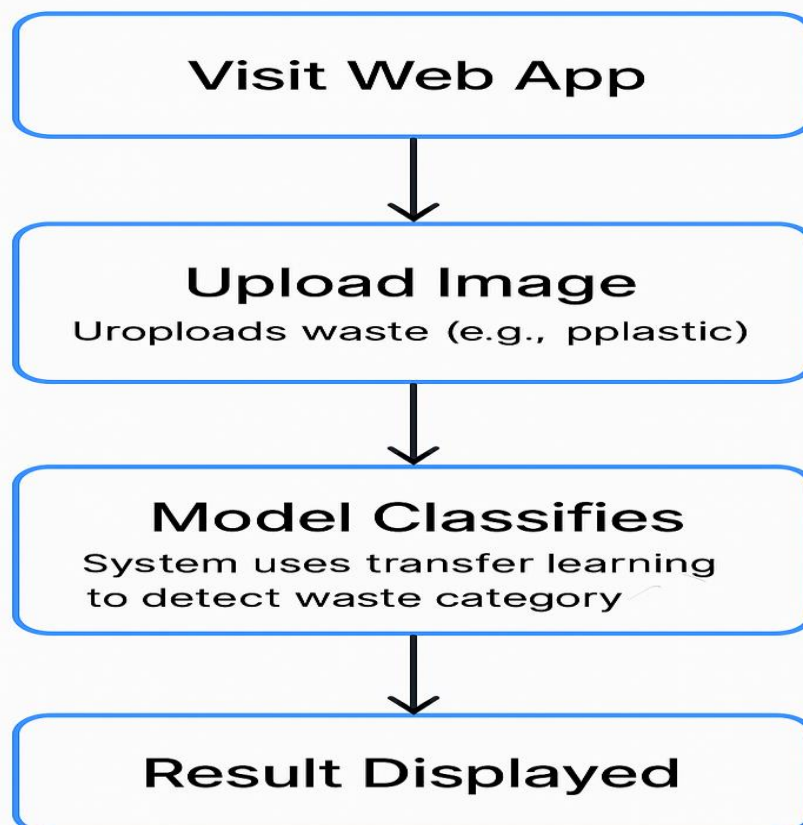 Visit Web App
Upload Image
Uroploads waste (e.g., pplastic)
Model Classifies
System uses transfer learning
to detect waste category
Result Displayed